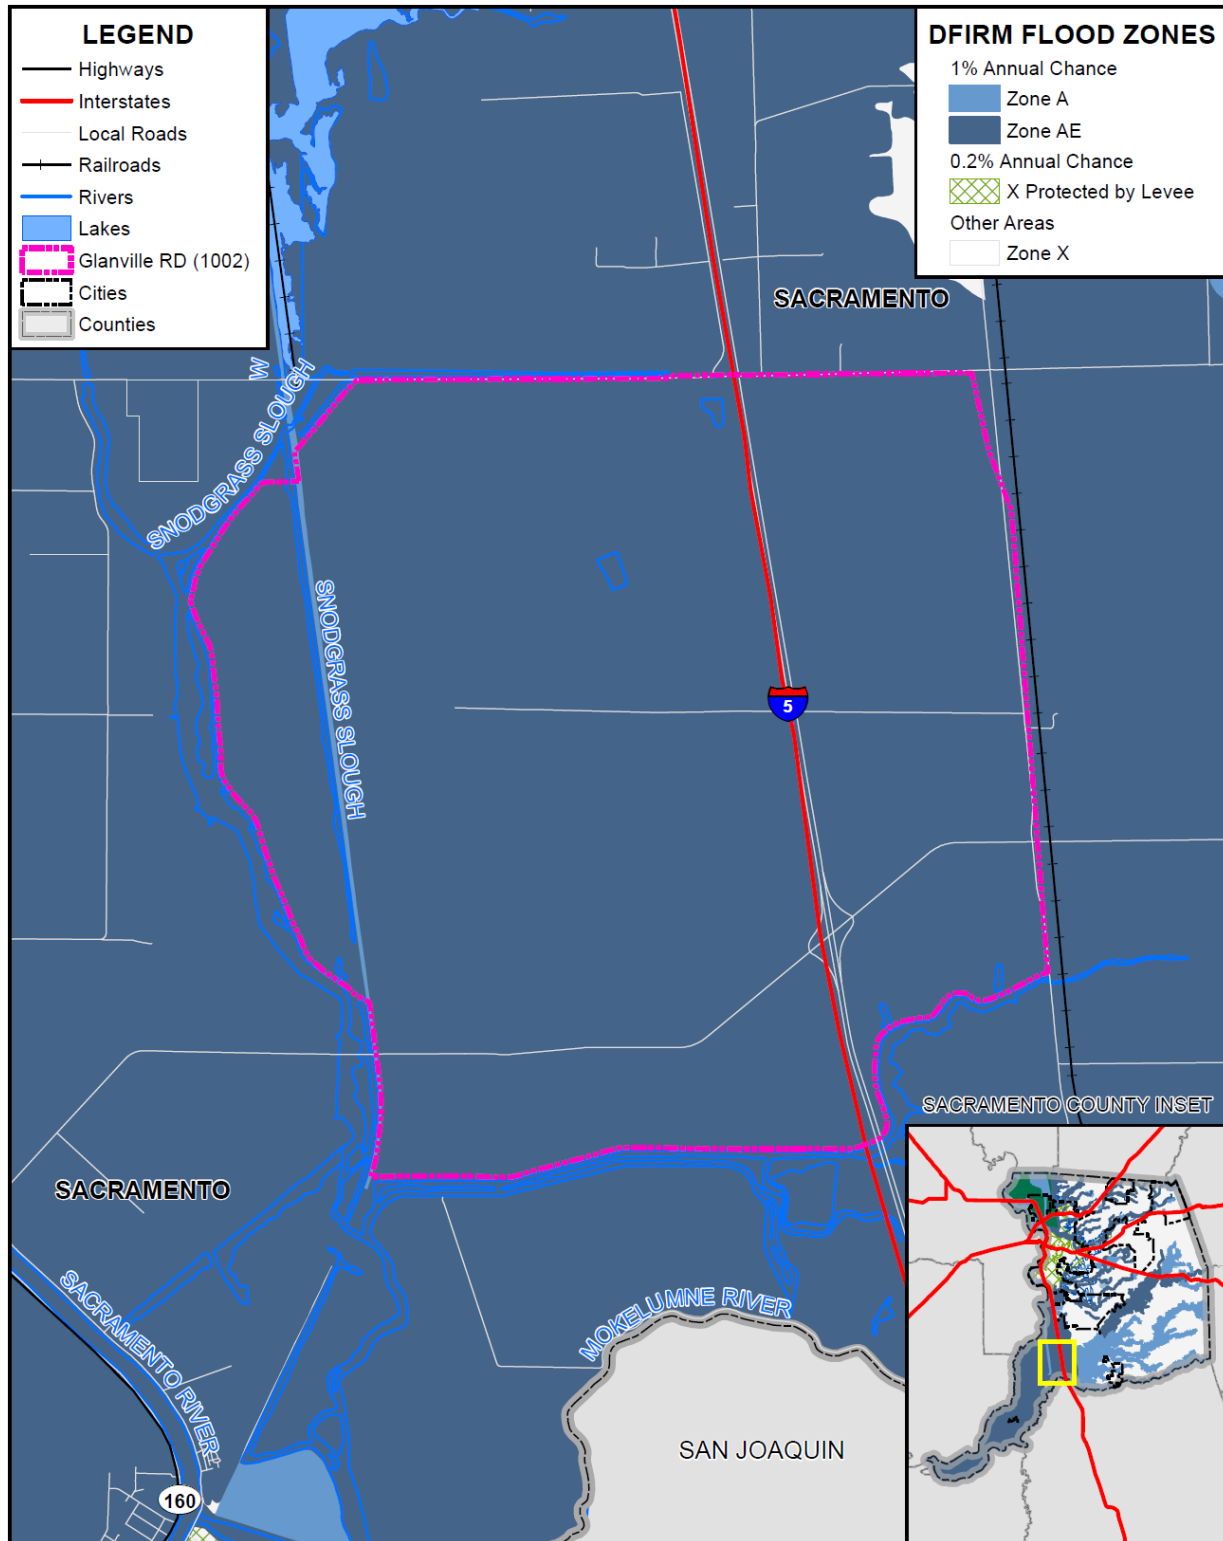 LEGEND
Highways
Interstates
Local Roads
Railroads
Rivers
Lakes
Glanville RD (1002)
Cities
Counties
DFIRM FLOOD ZONES
1% Annual Chance
Zone A
Zone AE
0.2% Annual Chance
X Protected by Levee
Other Areas
Zone X
SACRAMENTO
W
SNODGRASS SLOUGH
SNODGRASS SLOUGH
5
SACRAMENTO COUNTY INSET
SACRAMENTO
SACRAMENTO RIVER
MOKELUMNE RIVER
SAN JOAQUIN
160